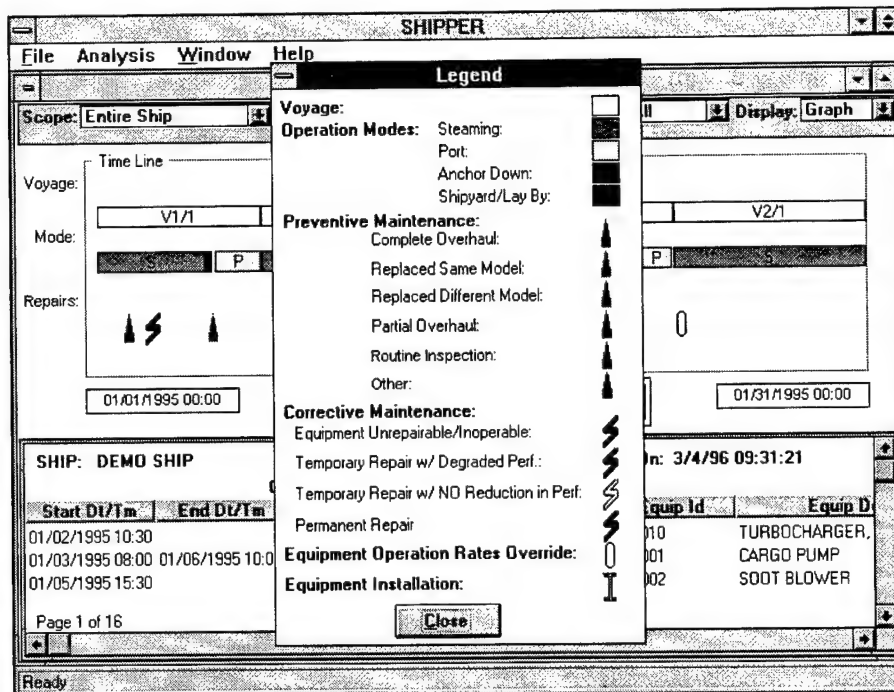 SHIPPER
File Analysis Window Help
Legend
Scope: Entire Ship
ll Display: Graph
Voyage:
Operation Modes: Steaming:
Port:
Anchor Down:
Shipyard/Lay By:
Time Line
Voyage:
V1/1
V2/1
Mode:
S P
P S
Repairs:
Preventive Maintenance:
Complete Overhaul:
Replaced Same Model:
Replaced Different Model:
Partial Overhaul:
Routine Inspection:
Other:
01/01/1995 00:00
01/31/1995 00:00
Corrective Maintenance:
Equipment Unrepairable/Inoperable:
Temporary Repair w/ Degraded Perf.:
Temporary Repair w/ NO Reduction in Perf:
Permanent Repair
Equipment Operation Rates Override:
Equipment Installation:
Close
SHIP: DEMO SHIP
n: 3/4/96 09:31:21
Start Dt/Tm End Dt/Tm
Equip Id Equip D
01/02/1995 10:30
010 TURBOCHARGER,
01/03/1995 08:00 01/06/1995 10:0
001 CARGO PUMP
01/05/1995 15:30
002 SOOT BLOWER
Page 1 of 16
Ready